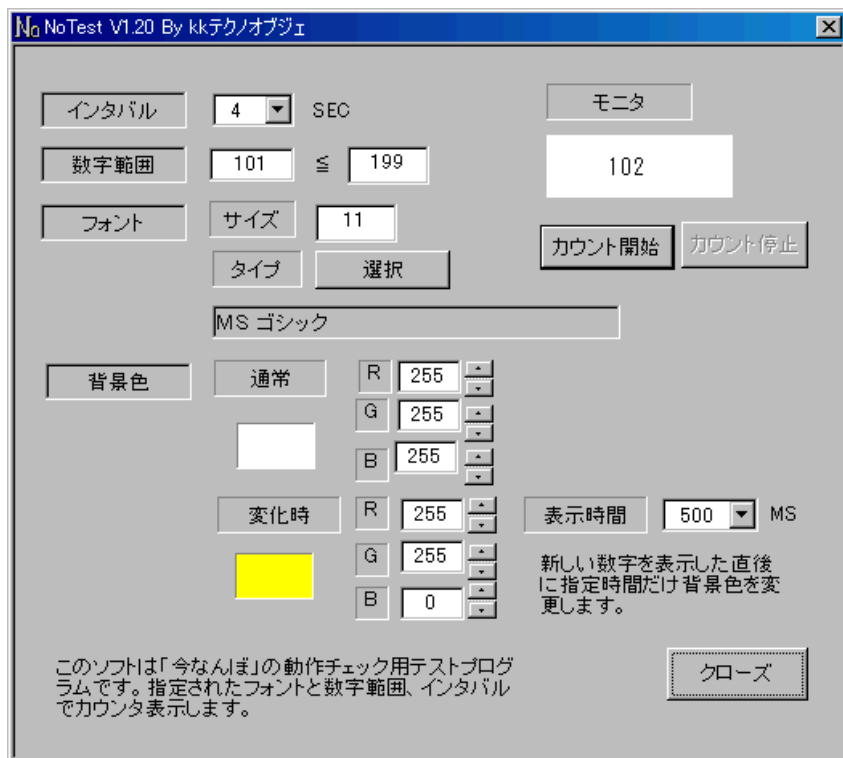 No NoTest V1.20 By kkテクノオブジェ
インタバル 4 SEC モニタ
数字範囲 101 ≦ 199 102
フォント サイズ 11
カウント開始 カウント停止
タイプ 選択
MS ゴシック
背景色 通常 R 255
G 255
B 255
変化時 R 255 表示時間 500 MS
G 255
B 0
新しい数字を表示した直後
に指定時間だけ背景色を変
更します。
このソフトは「今なんぼ」の動作チェック用テストプログ
ラムです。指定されたフォントと数字範囲、インタバル
でカウンタ表示します。
クローズ